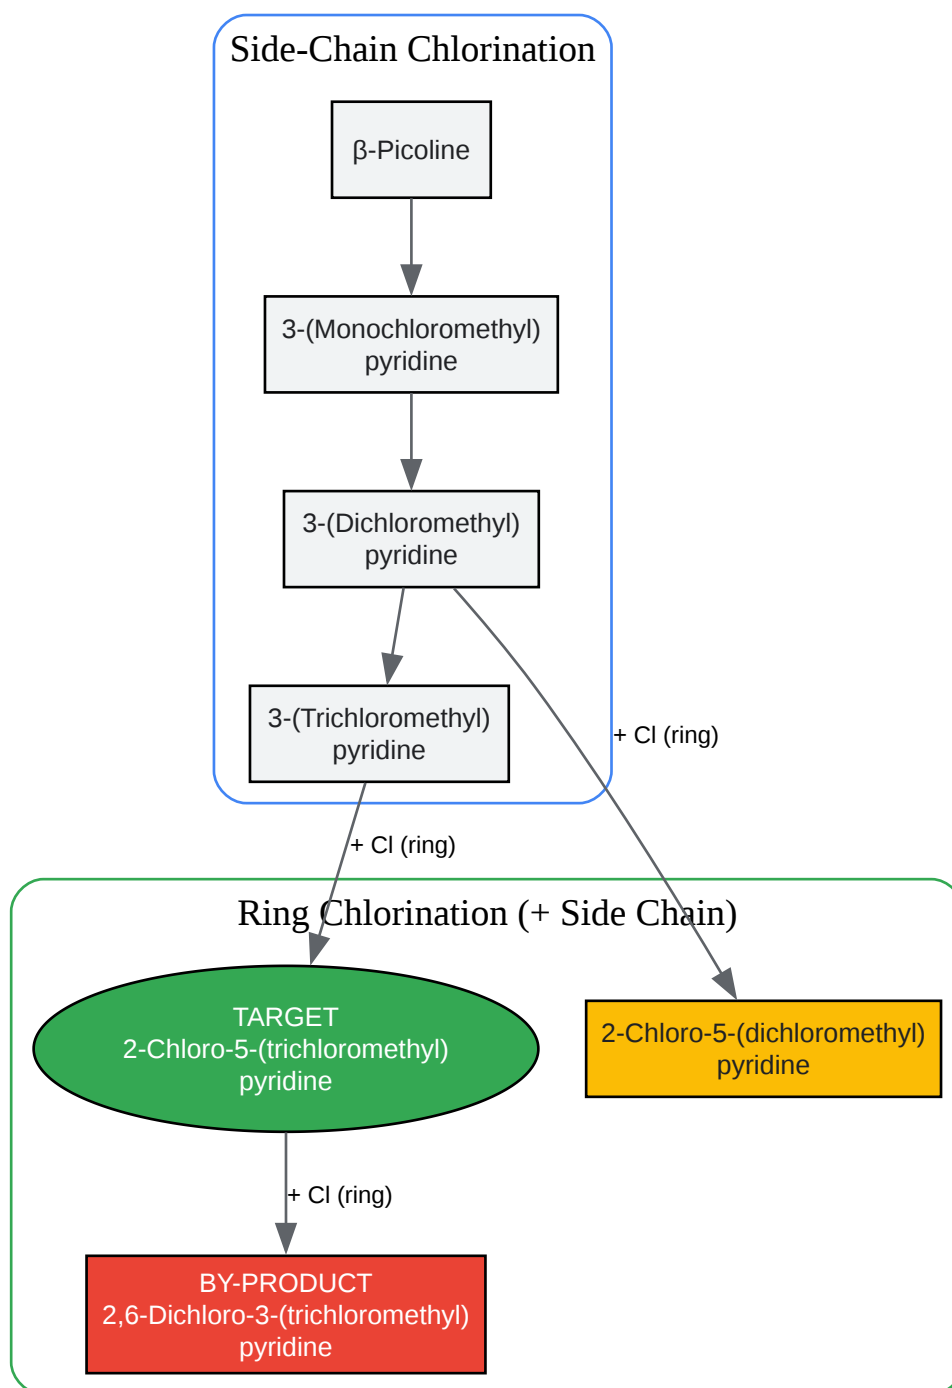 Side-Chain Chlorination
β-Picoline
3-(Monochloromethyl)
pyridine
3-(Dichloromethyl)
pyridine
3-(Trichloromethyl)
pyridine
+ Cl (ring)
+ Cl (ring)
Ring Chlorination (+ Side Chain)
TARGET
2-Chloro-5-(trichloromethyl)
pyridine
2-Chloro-5-(dichloromethyl)
pyridine
+ Cl (ring)
BY-PRODUCT
2,6-Dichloro-3-(trichloromethyl)
pyridine